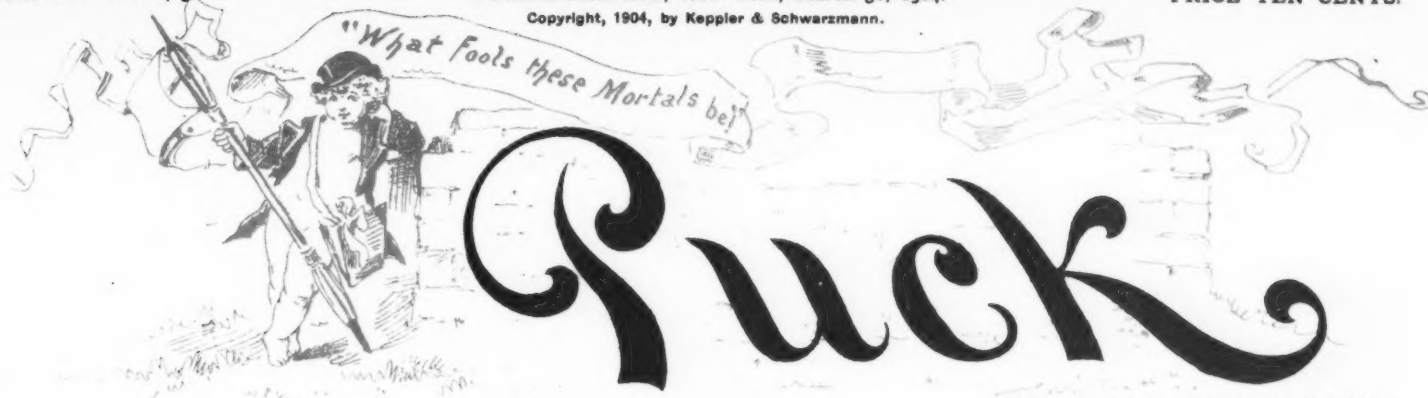 PRICE TEN CENTS.
Copyright, 1904, by Keppler & Schwarzmann.
"What Fools these Mortals be!"
Puck